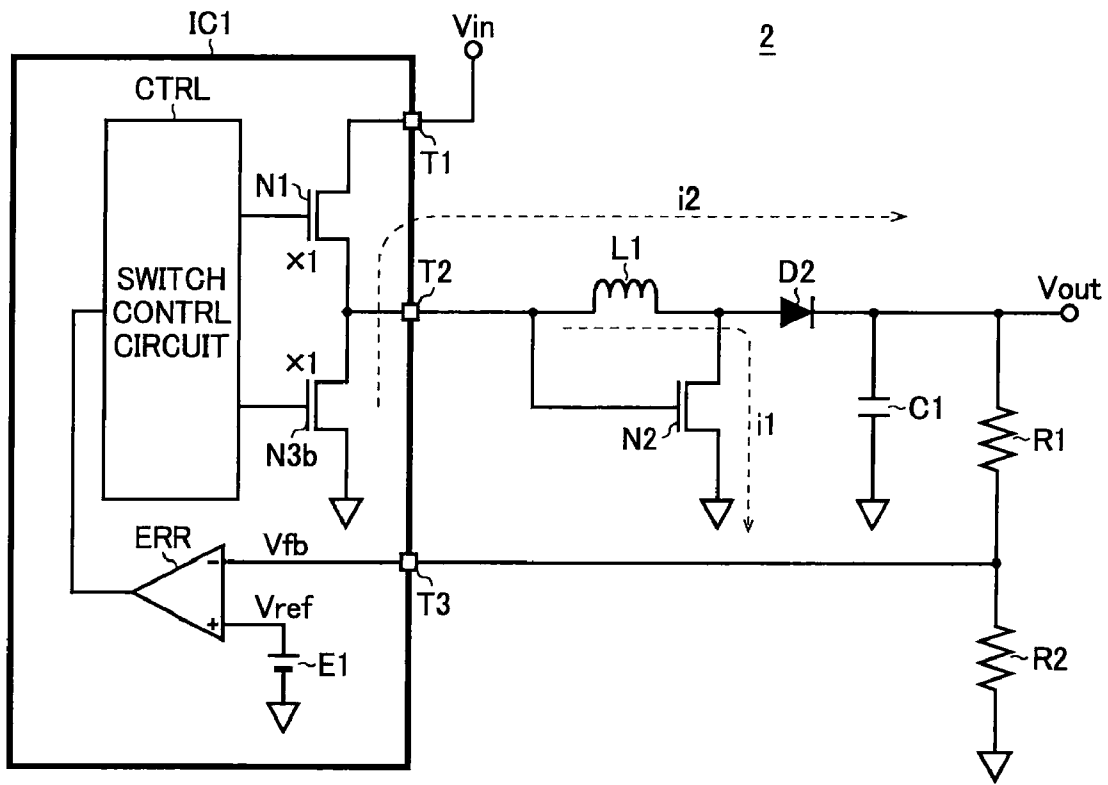 IC1
Vin
2
CTRL
T1
N1
×1
i2
SWITCH
CONTRL
CIRCUIT
T2
L1
D2
Vout
×1
N3b
N2
i1
C1
R1
ERR
Vfb
−
T3
Vref
+
E1
R2